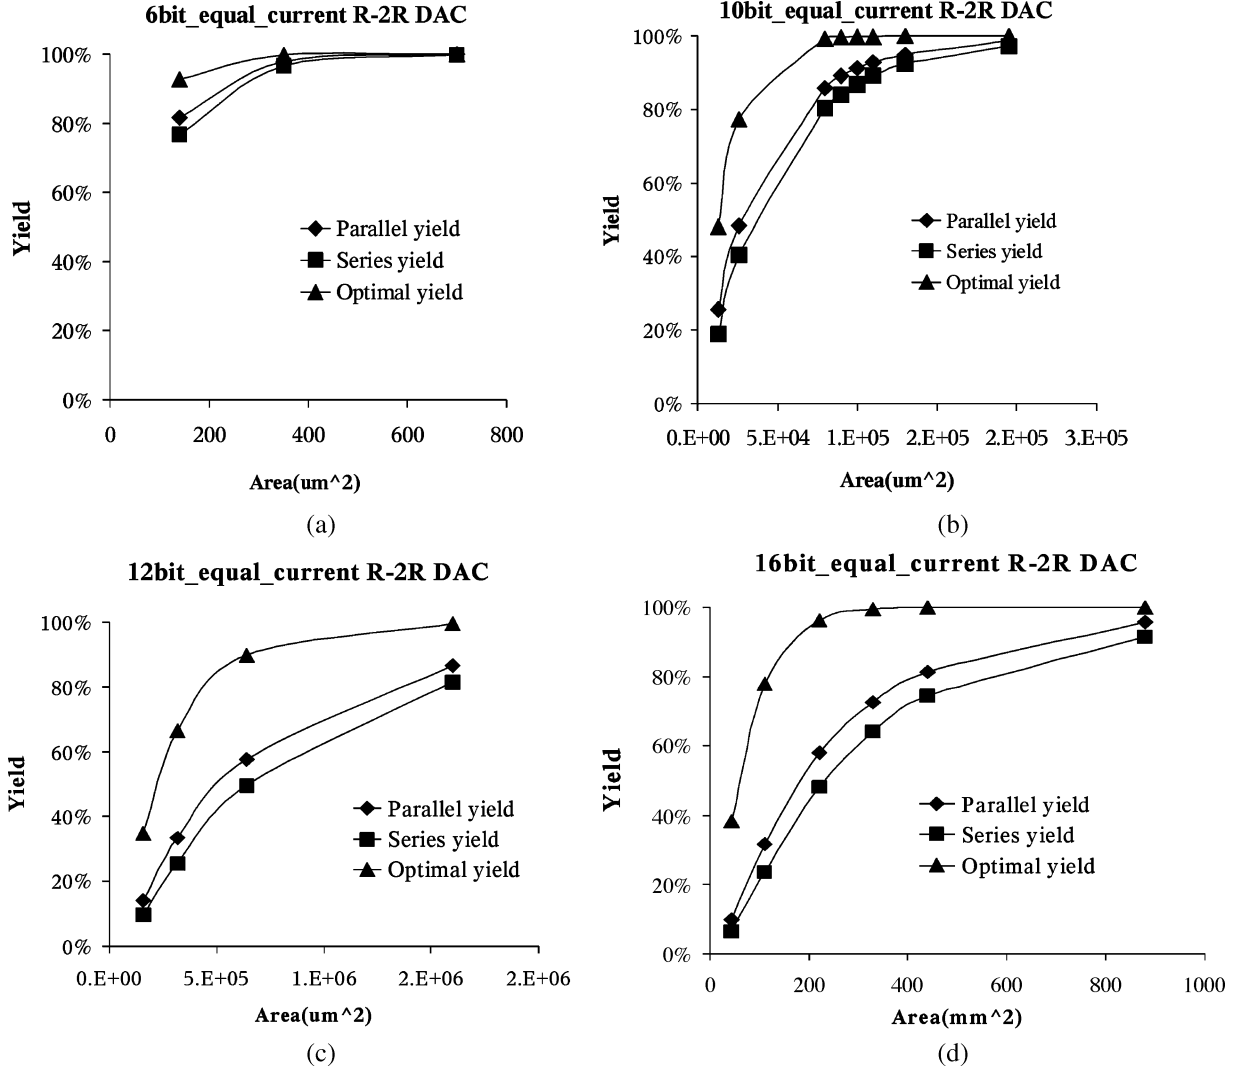 6bit_equal_current R-2R DAC
100%
80%
60%
40%
20%
0%
Yield
Parallel yield
Series yield
Optimal yield
0 200 400 600 800
Area(um^2)
(a)
10bit_equal_current R-2R DAC
100%
80%
60%
40%
20%
0%
Yield
Parallel yield
Series yield
Optimal yield
0.E+00 5.E+04 1.E+05 2.E+05 2.E+05 3.E+05
Area(um^2)
(b)
12bit_equal_current R-2R DAC
100%
80%
60%
40%
20%
0%
Yield
Parallel yield
Series yield
Optimal yield
0.E+00 5.E+05 1.E+06 2.E+06 2.E+06
Area(um^2)
(c)
16bit_equal_current R-2R DAC
100%
80%
60%
40%
20%
0%
Yield
Parallel yield
Series yield
Optimal yield
0 200 400 600 800 1000
Area(mm^2)
(d)